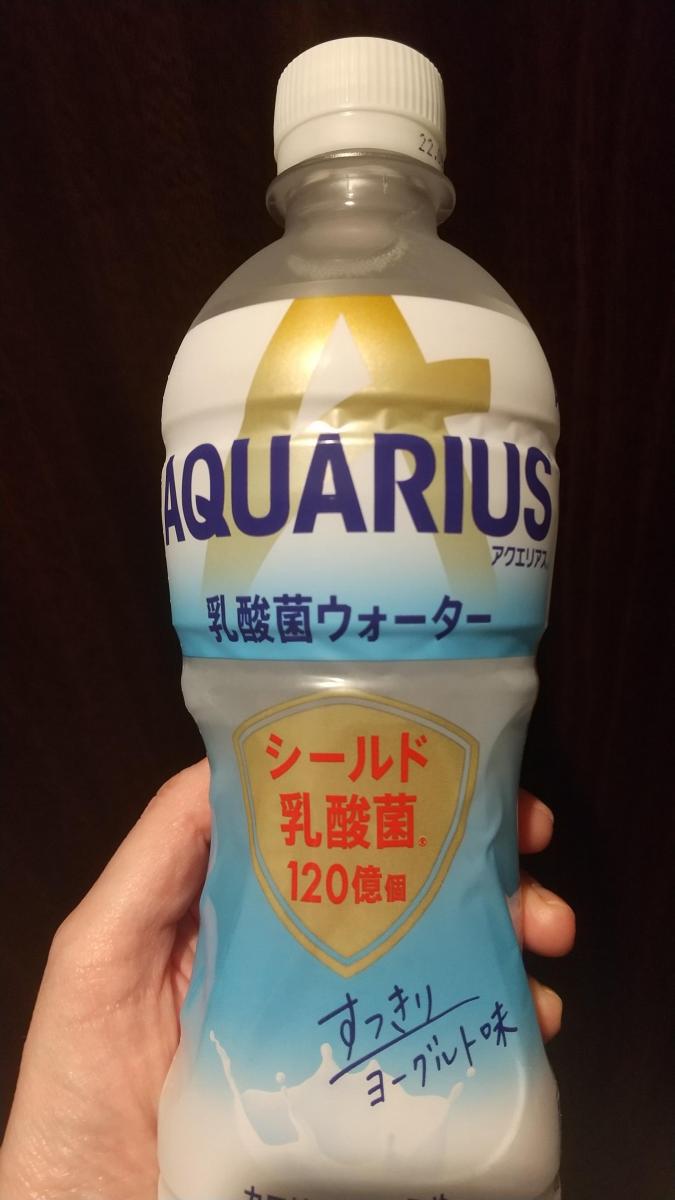 22.
AQUARIUS
アクエリアス
乳酸菌ウォーター
シールド
乳酸菌®
120億個
すっきり
ヨーグルト味